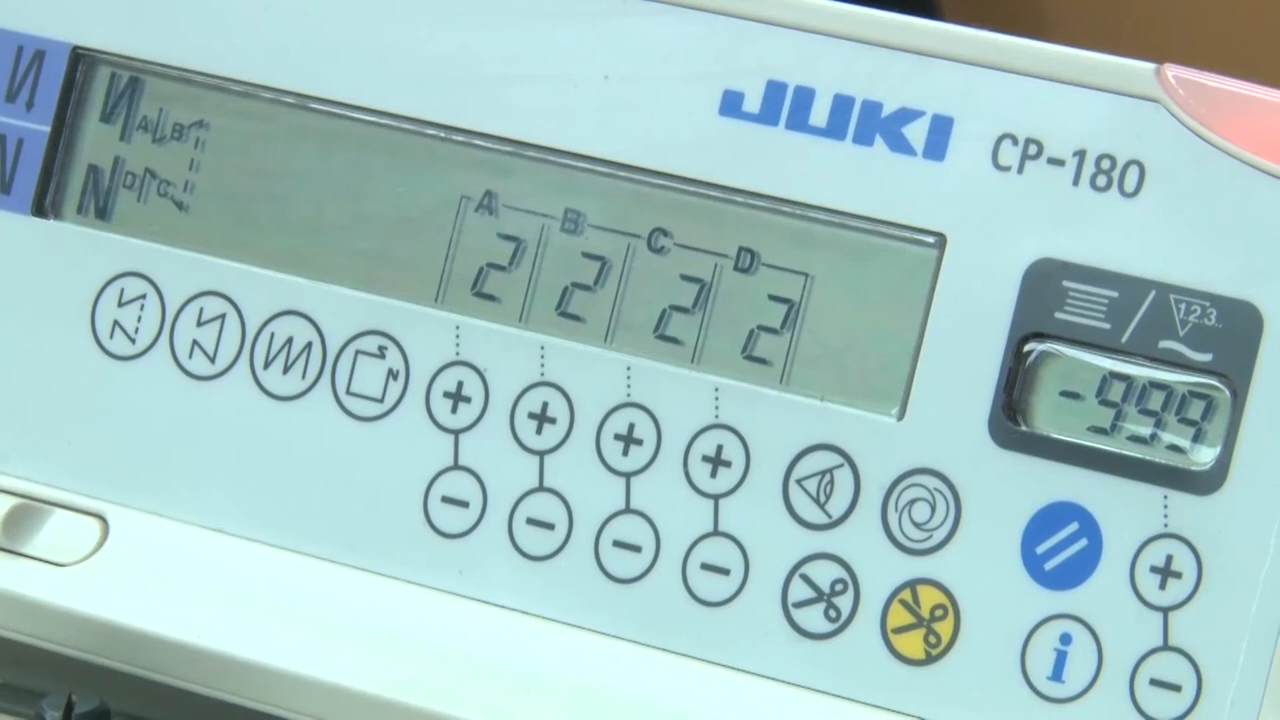 JUKI CP-180
A B
D C
A B C D
2 2 2 2
1.2.3..
-999
+ + + +
- - - -
+
i
-